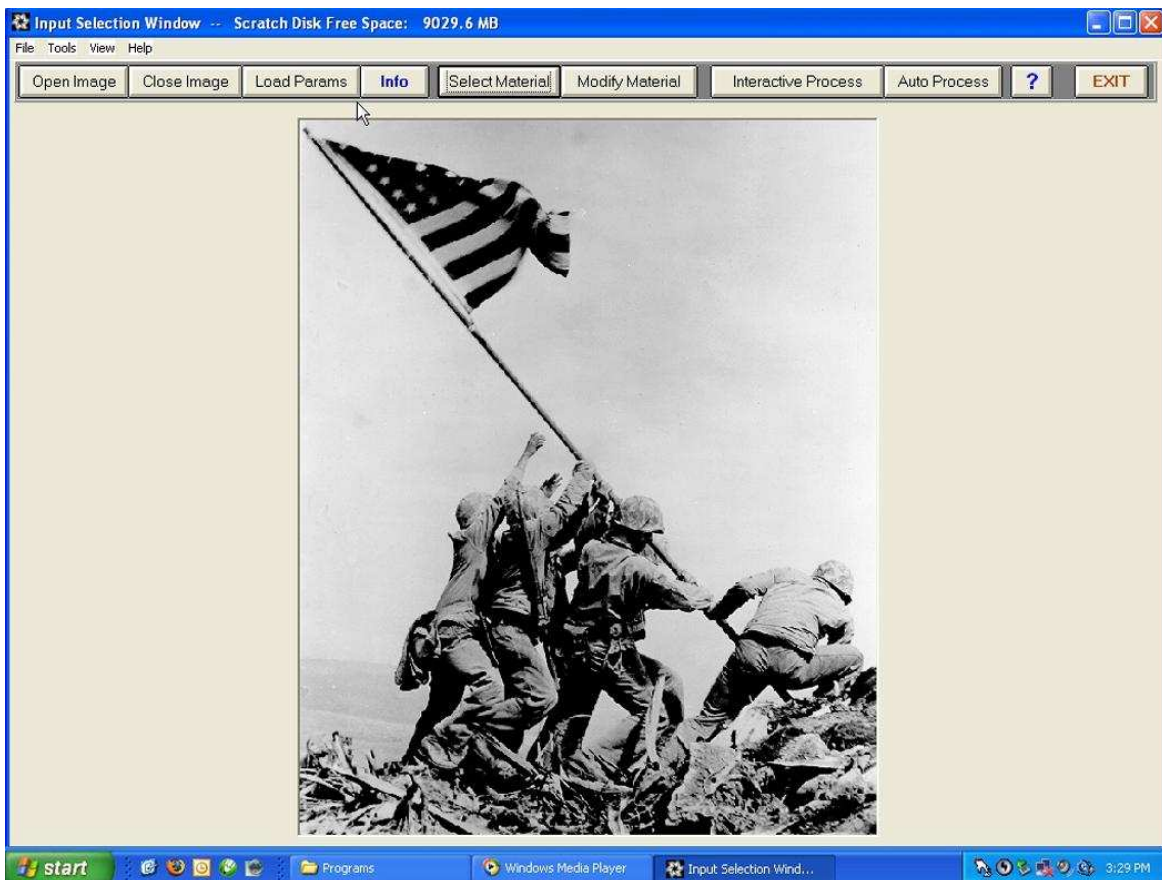 Input Selection Window -- Scratch Disk Free Space: 9029.6 MB
File Tools View Help
Open Image Close Image Load Params Info Select Material Modify Material Interactive Process Auto Process ? EXIT
start Programs Windows Media Player Input Selection Wind... 3:29 PM